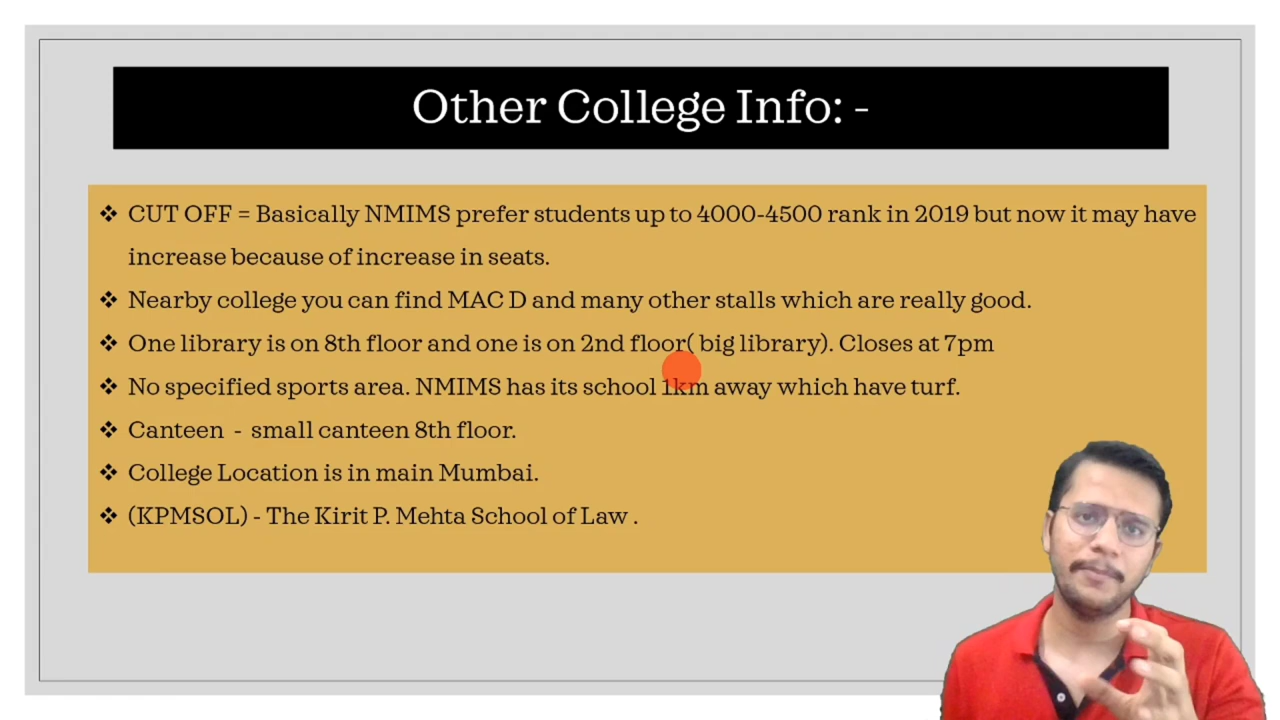 Other College Info: -
❖ CUT OFF = Basically NMIMS prefer students up to 4000-4500 rank in 2019 but now it may have
increase because of increase in seats.
❖ Nearby college you can find MAC D and many other stalls which are really good.
❖ One library is on 8th floor and one is on 2nd floor( big library). Closes at 7pm
❖ No specified sports area. NMIMS has its school 1km away which have turf.
❖ Canteen - small canteen 8th floor.
❖ College Location is in main Mumbai.
❖ (KPMSOL) - The Kirit P. Mehta School of Law .